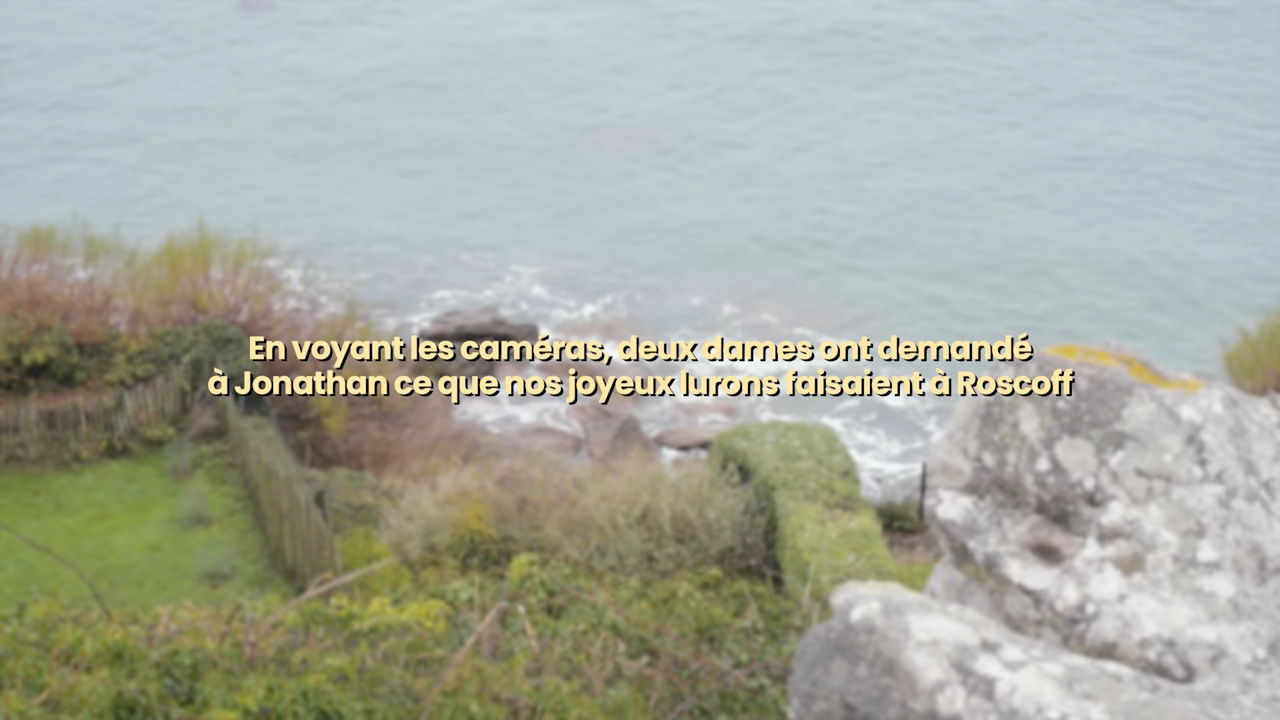 En voyant les caméras, deux dames ont demandé
à Jonathan ce que nos joyeux lurons faisaient à Roscoff